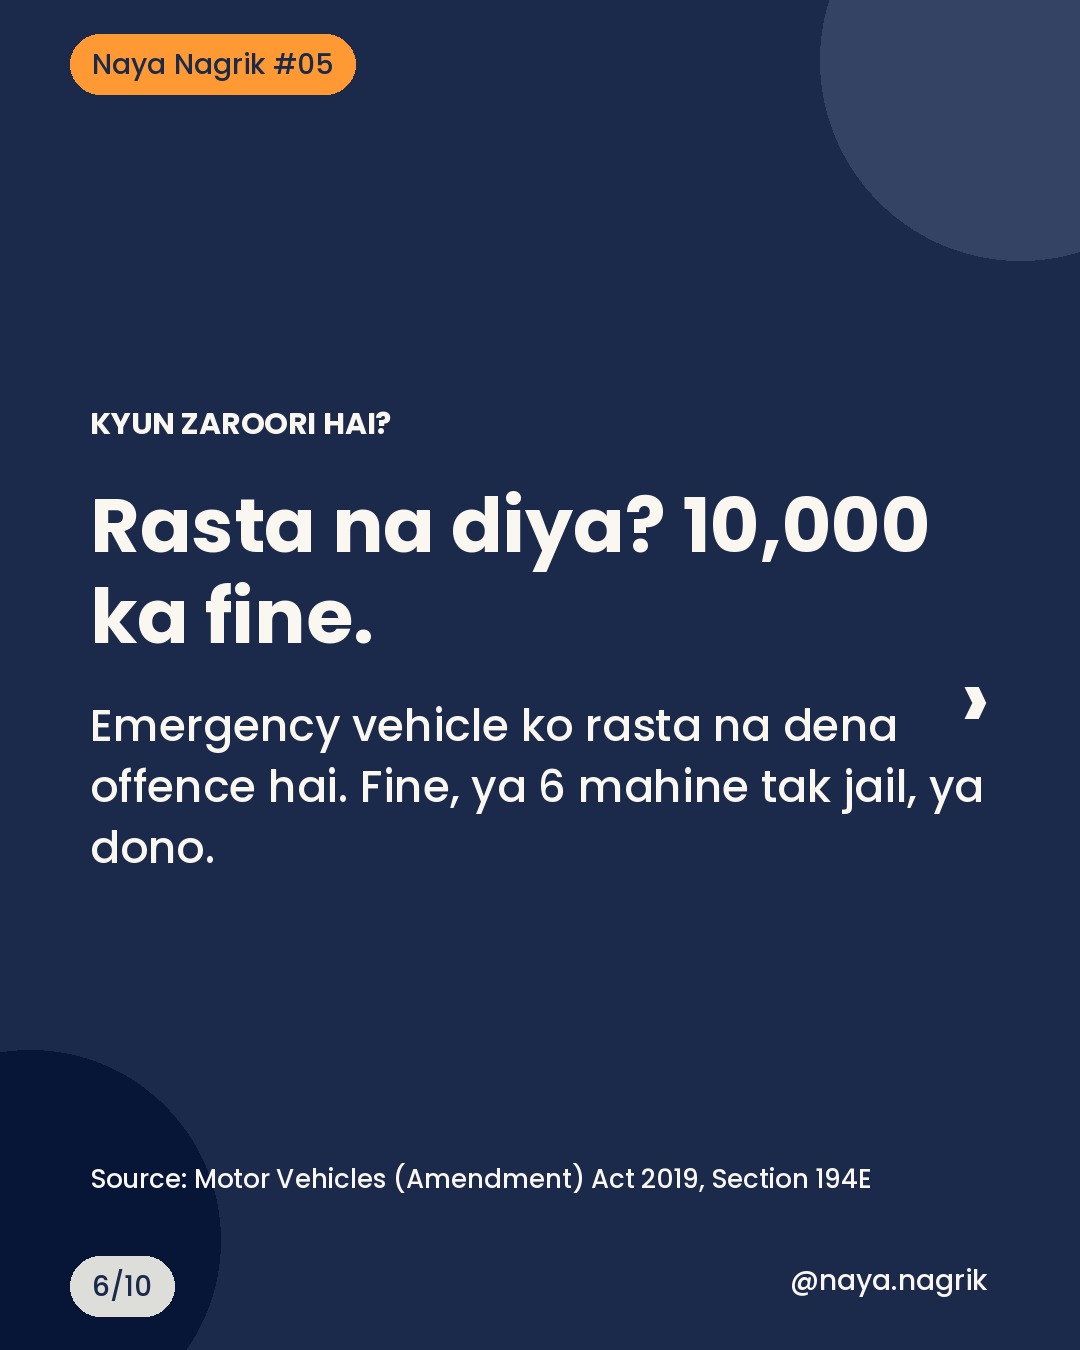 Naya Nagrik #05
KYUN ZAROORI HAI?
Rasta na diya? 10,000
ka fine.
Emergency vehicle ko rasta na dena
offence hai. Fine, ya 6 mahine tak jail, ya
dono.
Source: Motor Vehicles (Amendment) Act 2019, Section 194E
6/10
@naya.nagrik